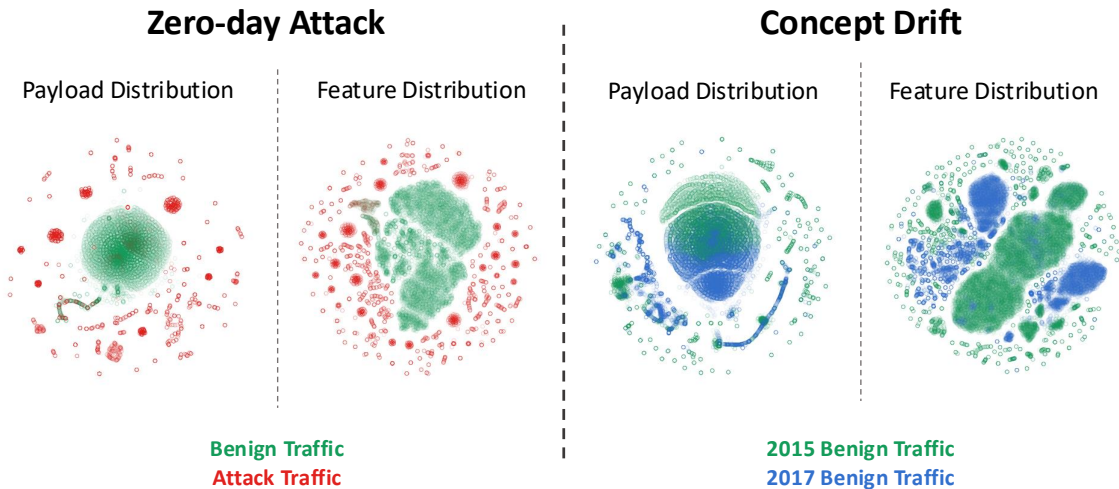 Zero-day Attack
Payload Distribution
Feature Distribution
Benign Traffic
Attack Traffic
Concept Drift
Payload Distribution
Feature Distribution
2015 Benign Traffic
2017 Benign Traffic